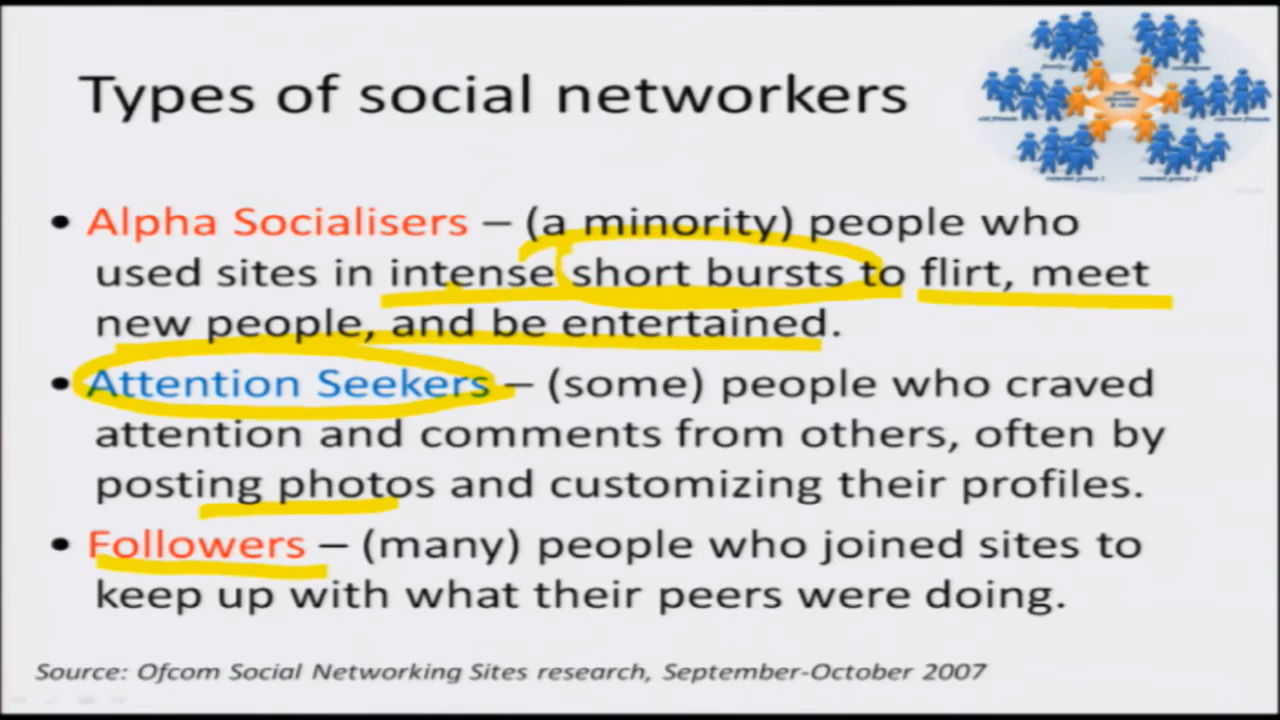 Types of social networkers
• Alpha Socialisers – (a minority) people who
used sites in intense short bursts to flirt, meet
new people, and be entertained.
• Attention Seekers – (some) people who craved
attention and comments from others, often by
posting photos and customizing their profiles.
• Followers – (many) people who joined sites to
keep up with what their peers were doing.
Source: Ofcom Social Networking Sites research, September-October 2007